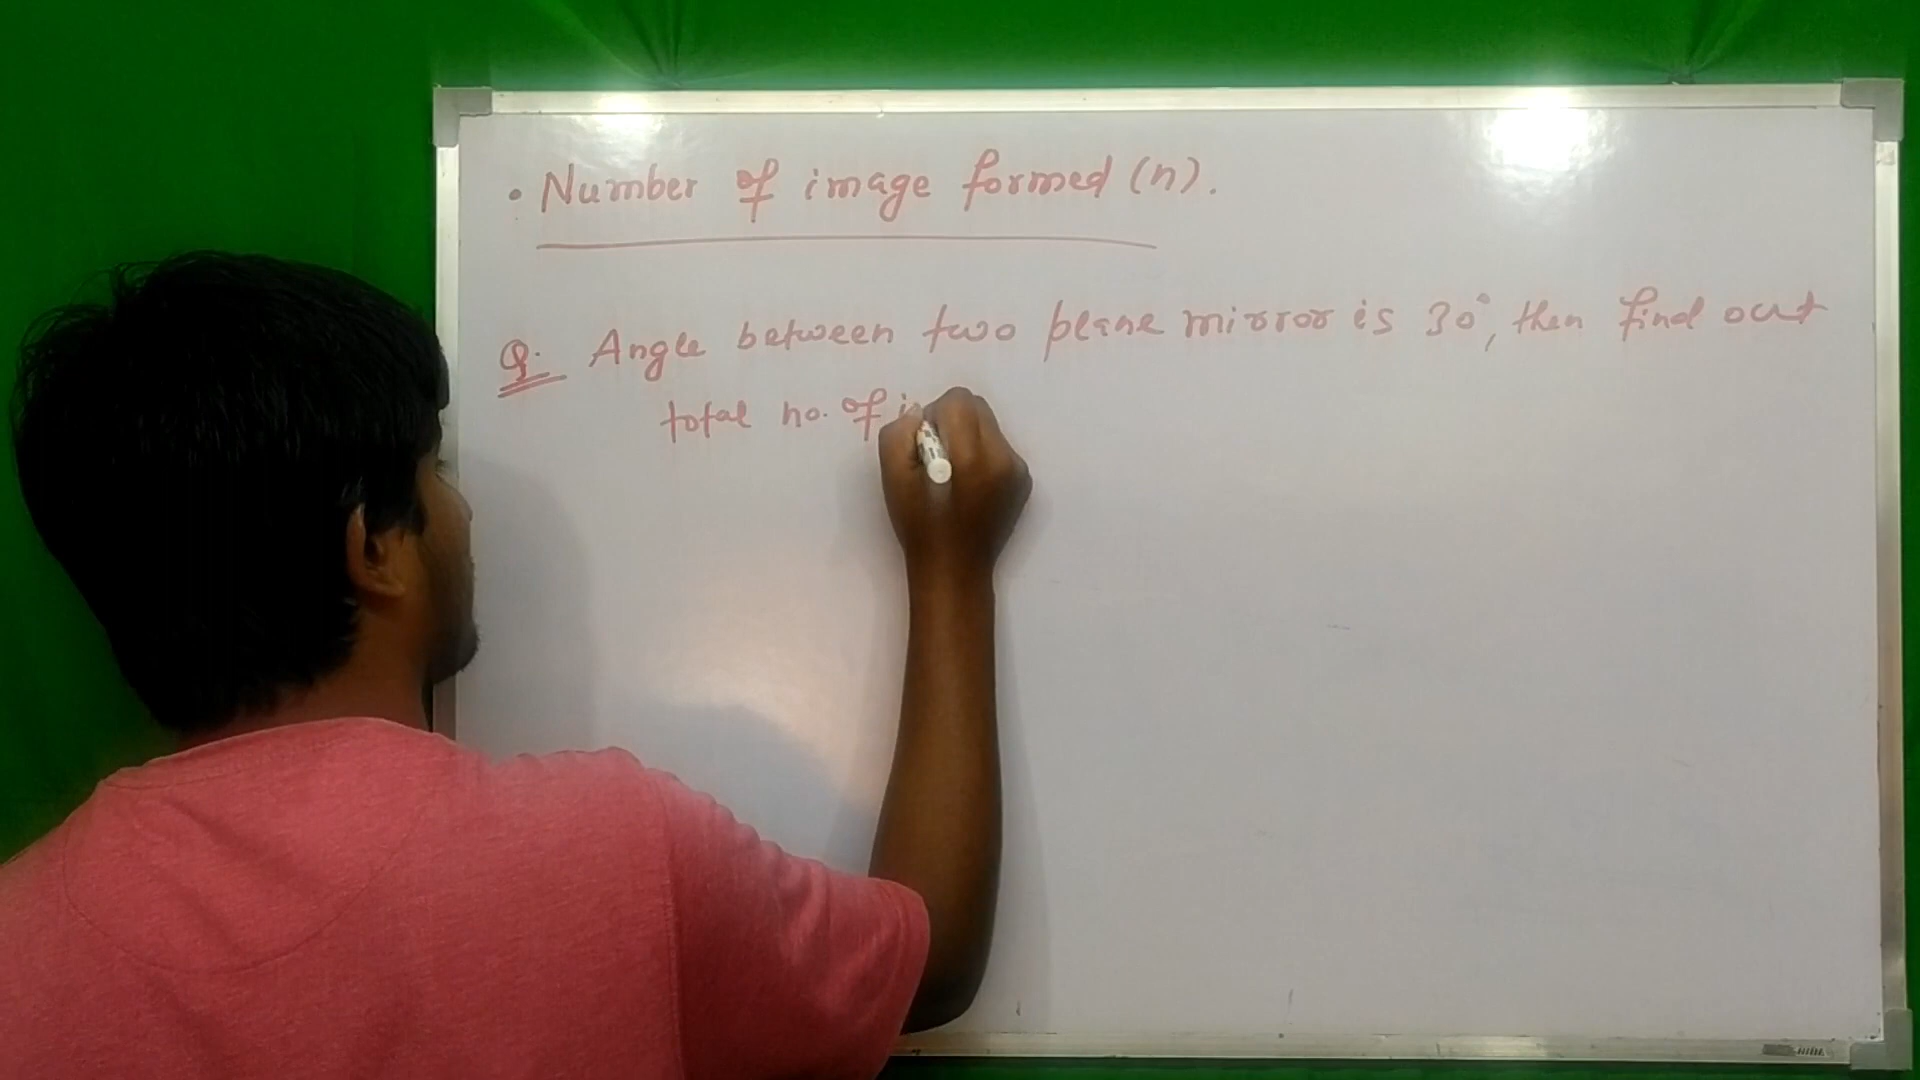 • Number of image formed (n).
Q. Angle between two plane mirror is 30°, then find out
total no. of